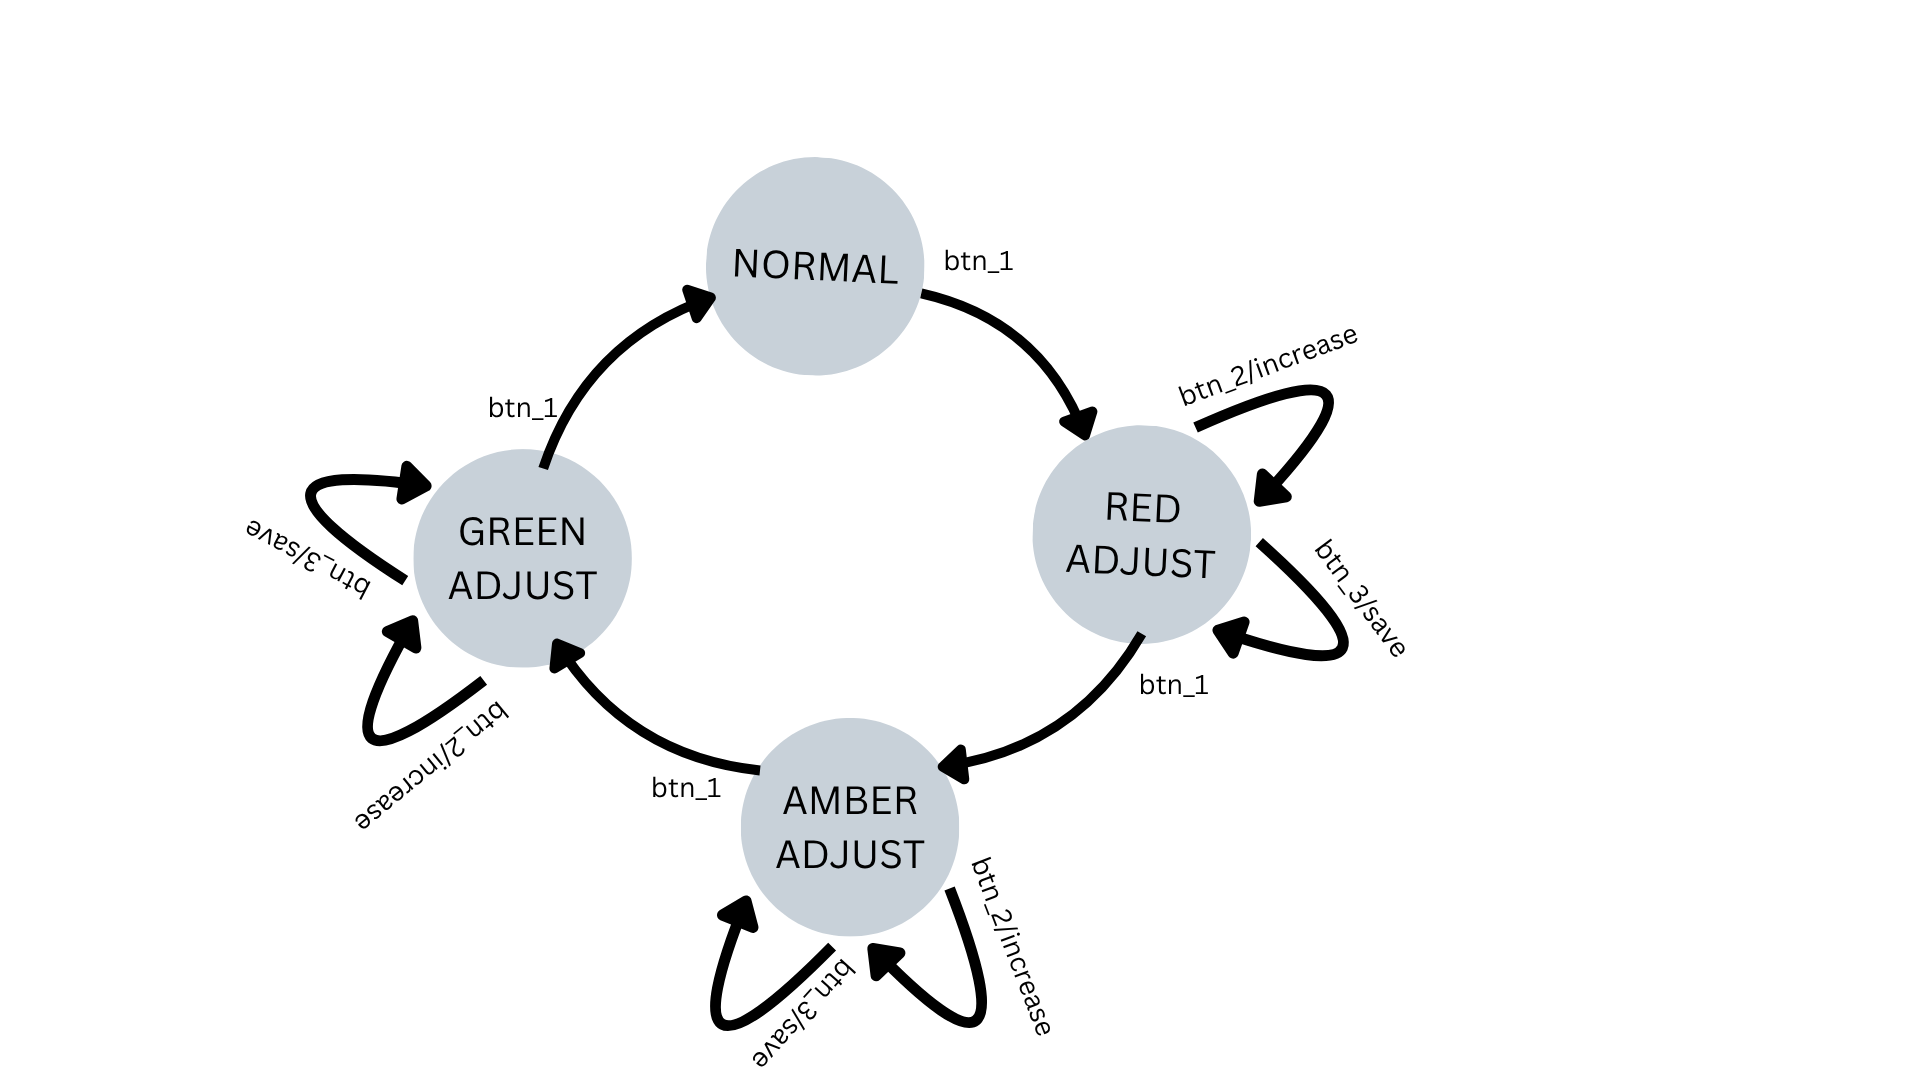 NORMAL
btn_1
btn_2/increase
btn_1
RED
ADJUST
btn_3/save
GREEN
ADJUST
btn_3/save
btn_1
btn_2/increase
btn_1
AMBER
ADJUST
btn_2/increase
btn_3/save